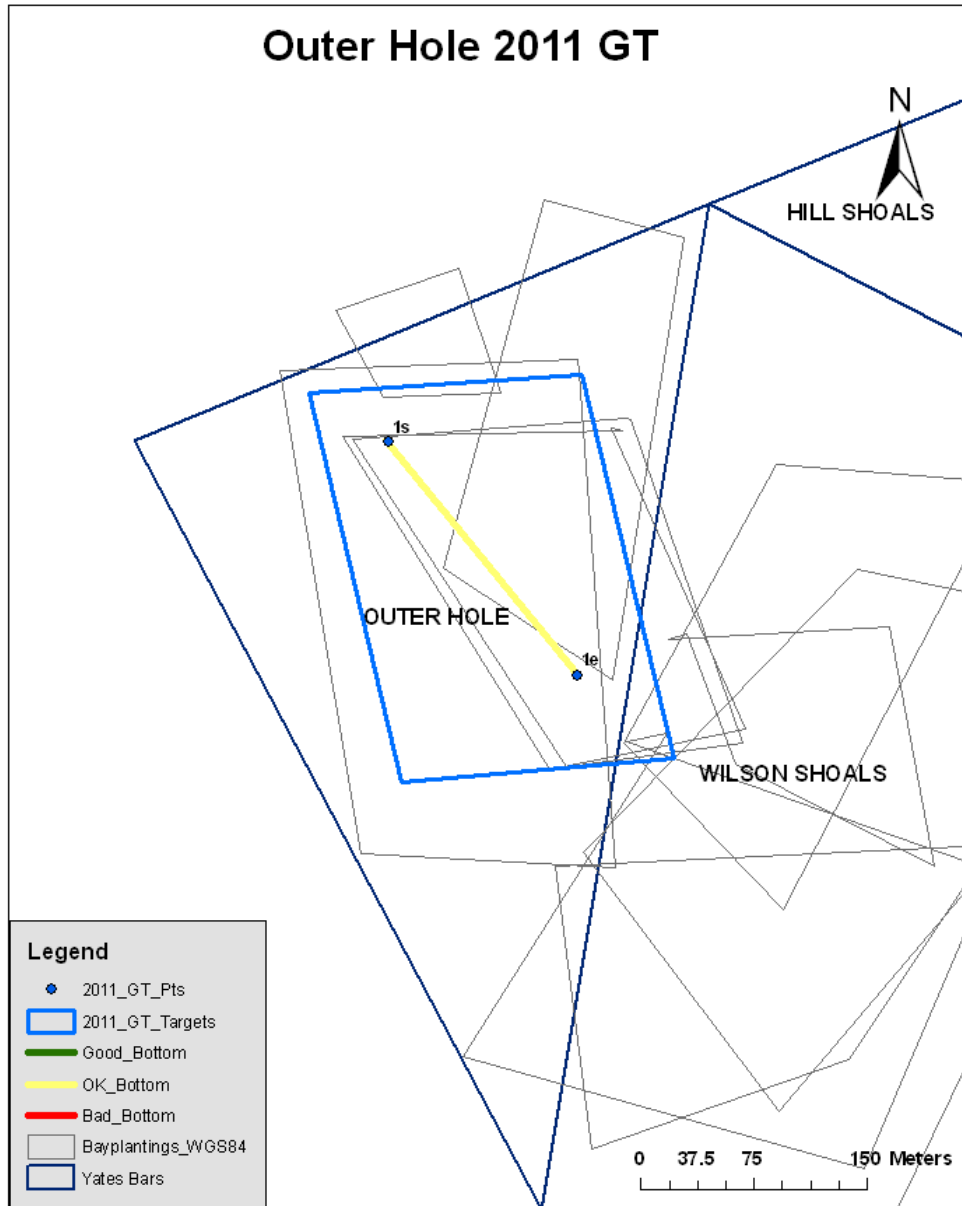 Outer Hole 2011 GT
N
HILL SHOALS
1s
OUTER HOLE
1e
WILSON SHOALS
Legend
2011_GT_Pts
2011_GT_Targets
Good_Bottom
OK_Bottom
Bad_Bottom
Bayplantings_WGS84
Yates Bars
0 37.5 75 150 Meters